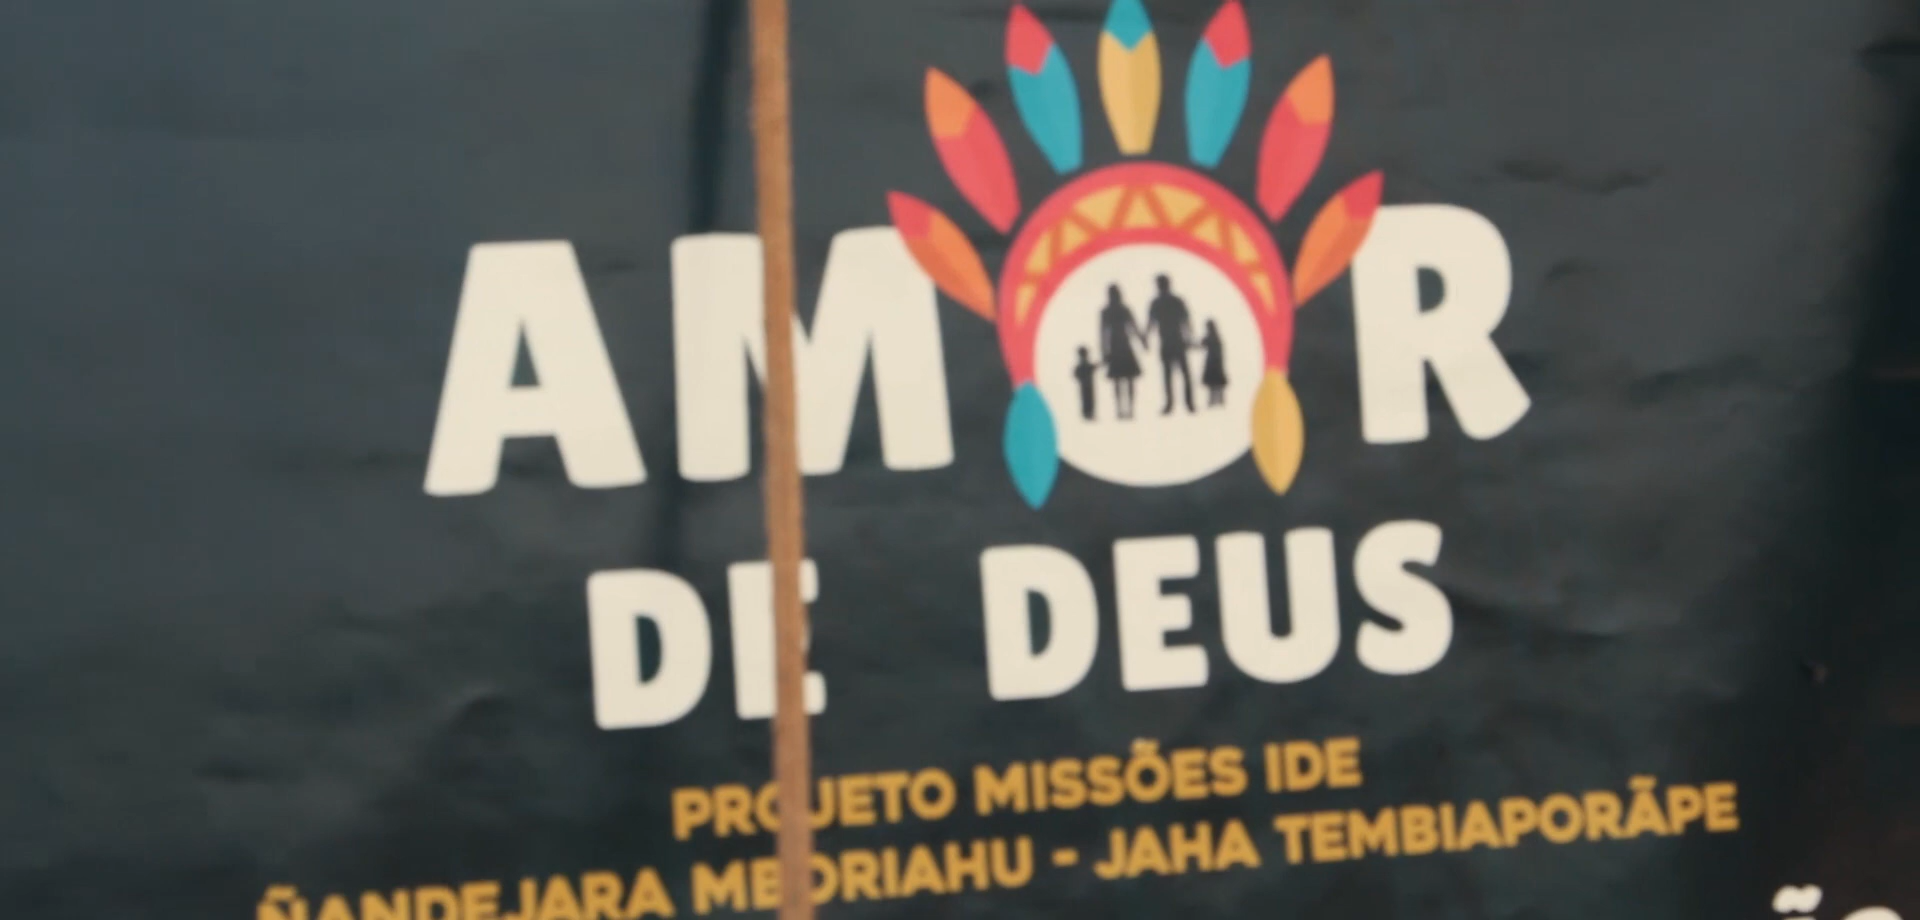 AMOR
DE DEUS
PROJETO MISSÕES IDE
ÑANDEJARA MBORIAHU - JAHA TEMBIAPORÃPE